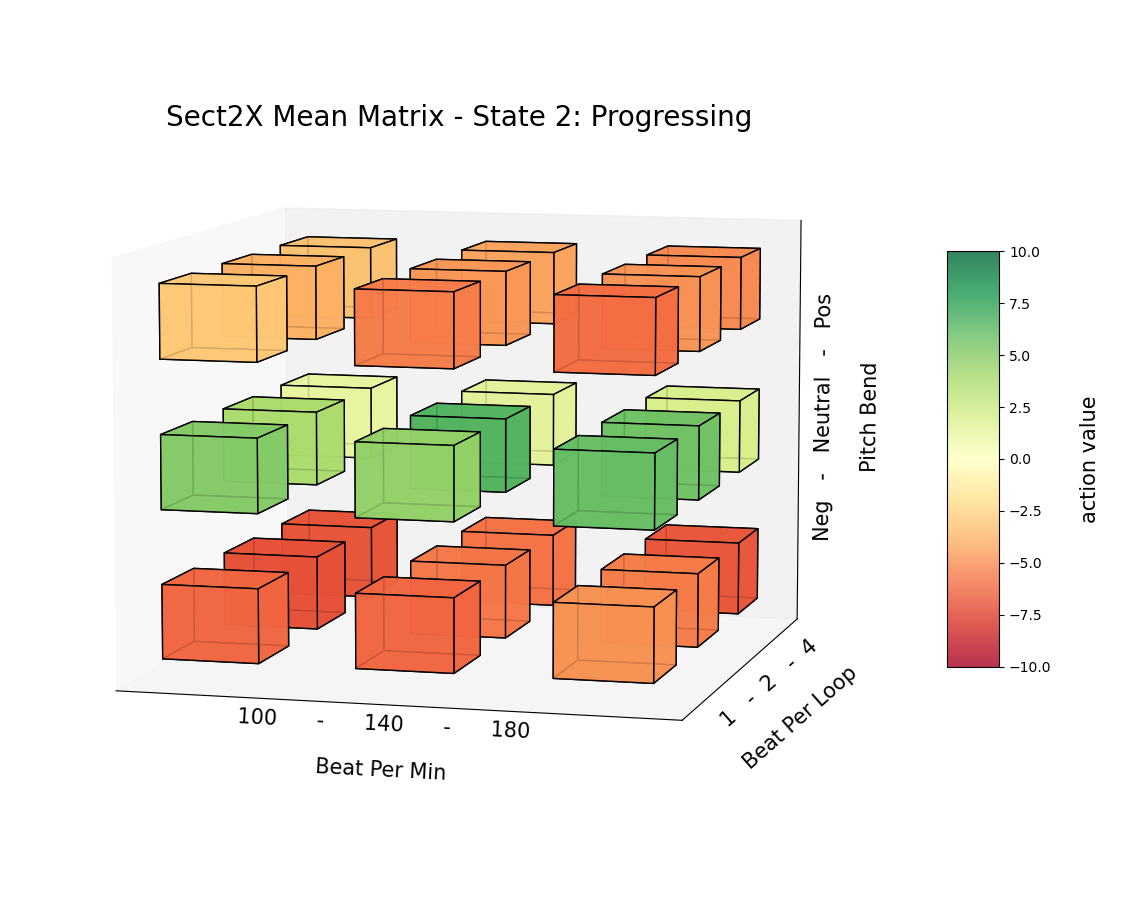 Sect2X Mean Matrix - State 2: Progressing
Neg - Neutral - Pos
Pitch Bend
100 - 140 - 180
Beat Per Min
1 - 2 - 4
Beat Per Loop
10.0
7.5
5.0
2.5
0.0
−2.5
−5.0
−7.5
−10.0
action value